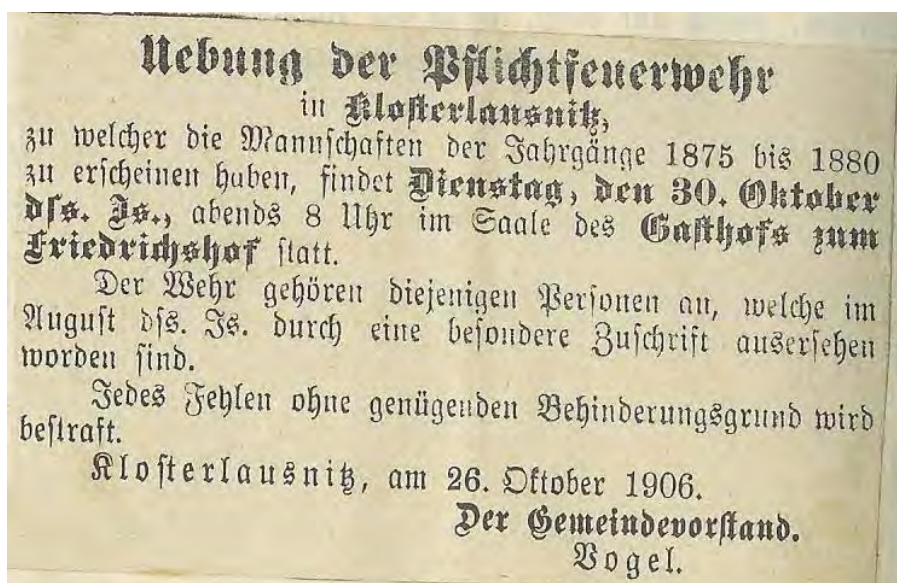 Uebung der Pflichtfeuerwehr
in Klosterlausnitz,
zu welcher die Mannschaften der Jahrgänge 1875 bis 1880
zu erscheinen haben, findet Dienstag, den 30. Oktober
dſs. Js., abends 8 Uhr im Saale des Gasthofs zum
Friedrichshof statt.
Der Wehr gehören diejenigen Personen an, welche im
August dſs. Js. durch eine besondere Zuschrift ausersehen
worden sind.
Jedes Fehlen ohne genügenden Behinderungsgrund wird
bestraft.
Klosterlausnitz, am 26. Oktober 1906.
Der Gemeindevorstand.
Vogel.